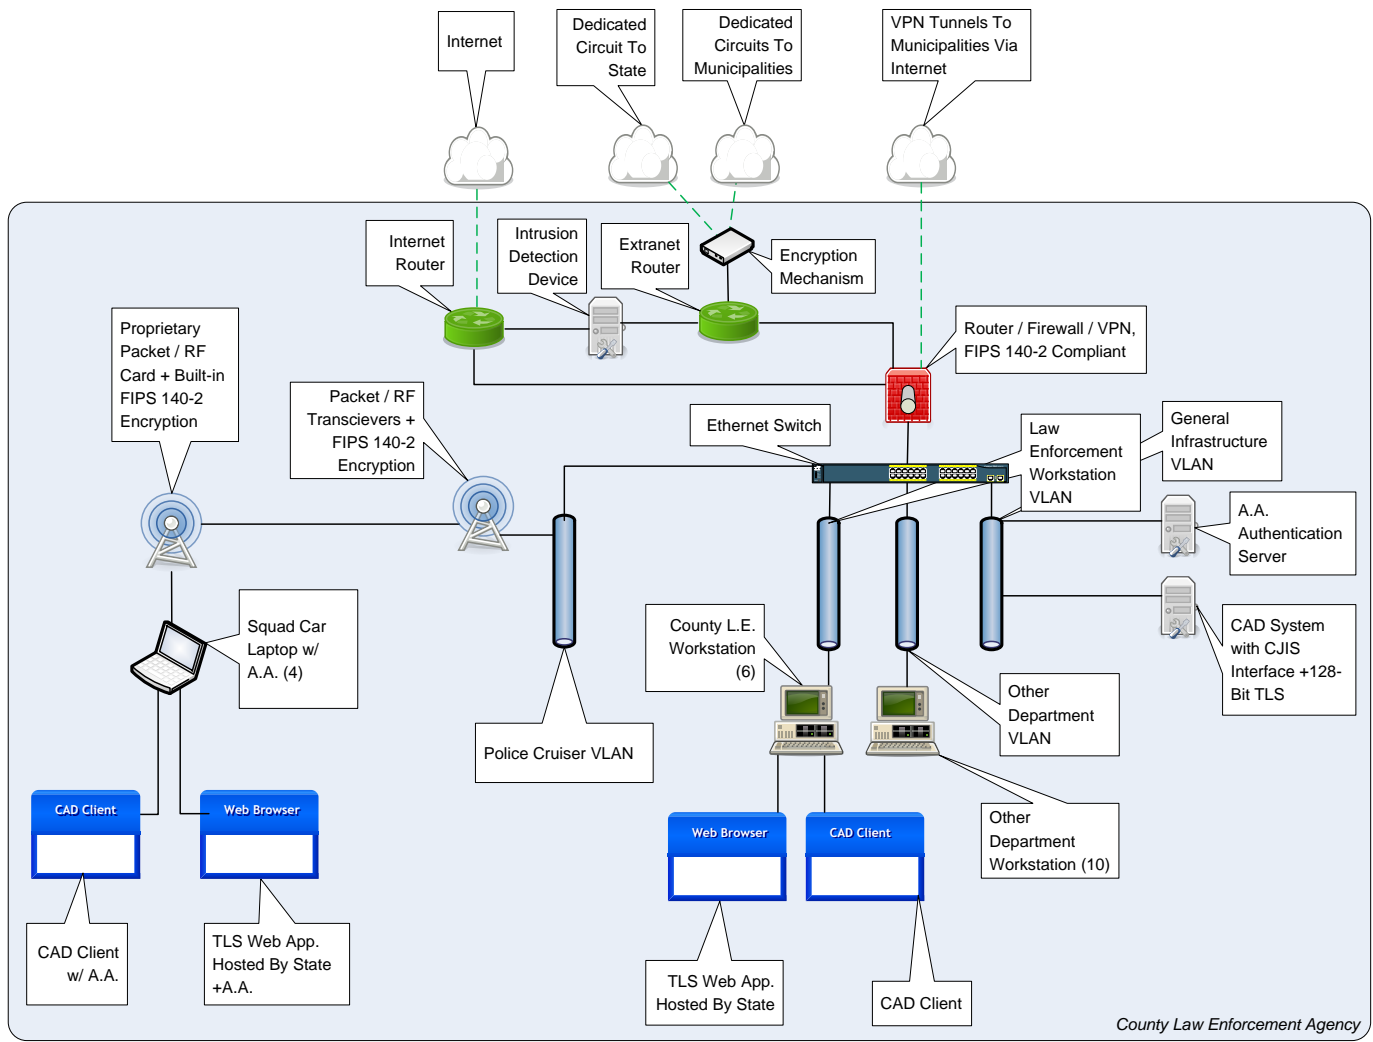 Internet
Dedicated
Circuit To
State
Dedicated
Circuits To
Municipalities
VPN Tunnels To
Municipalities Via
Internet
Internet
Router
Intrusion
Detection
Device
Extranet
Router
Encryption
Mechanism
Router / Firewall / VPN,
FIPS 140-2 Compliant
Proprietary
Packet / RF
Card + Built-in
FIPS 140-2
Encryption
Packet / RF
Transcievers +
FIPS 140-2
Encryption
Ethernet Switch
Law
Enforcement
Workstation
VLAN
General
Infrastructure
VLAN
A.A.
Authentication
Server
CAD System
with CJIS
Interface +128-
Bit TLS
Squad Car
Laptop w/
A.A. (4)
County L.E.
Workstation
(6)
Other
Department
VLAN
Police Cruiser VLAN
Other
Department
Workstation (10)
CAD Client
Web Browser
Web Browser
CAD Client
CAD Client
w/ A.A.
TLS Web App.
Hosted By State
+A.A.
TLS Web App.
Hosted By State
CAD Client
County Law Enforcement Agency